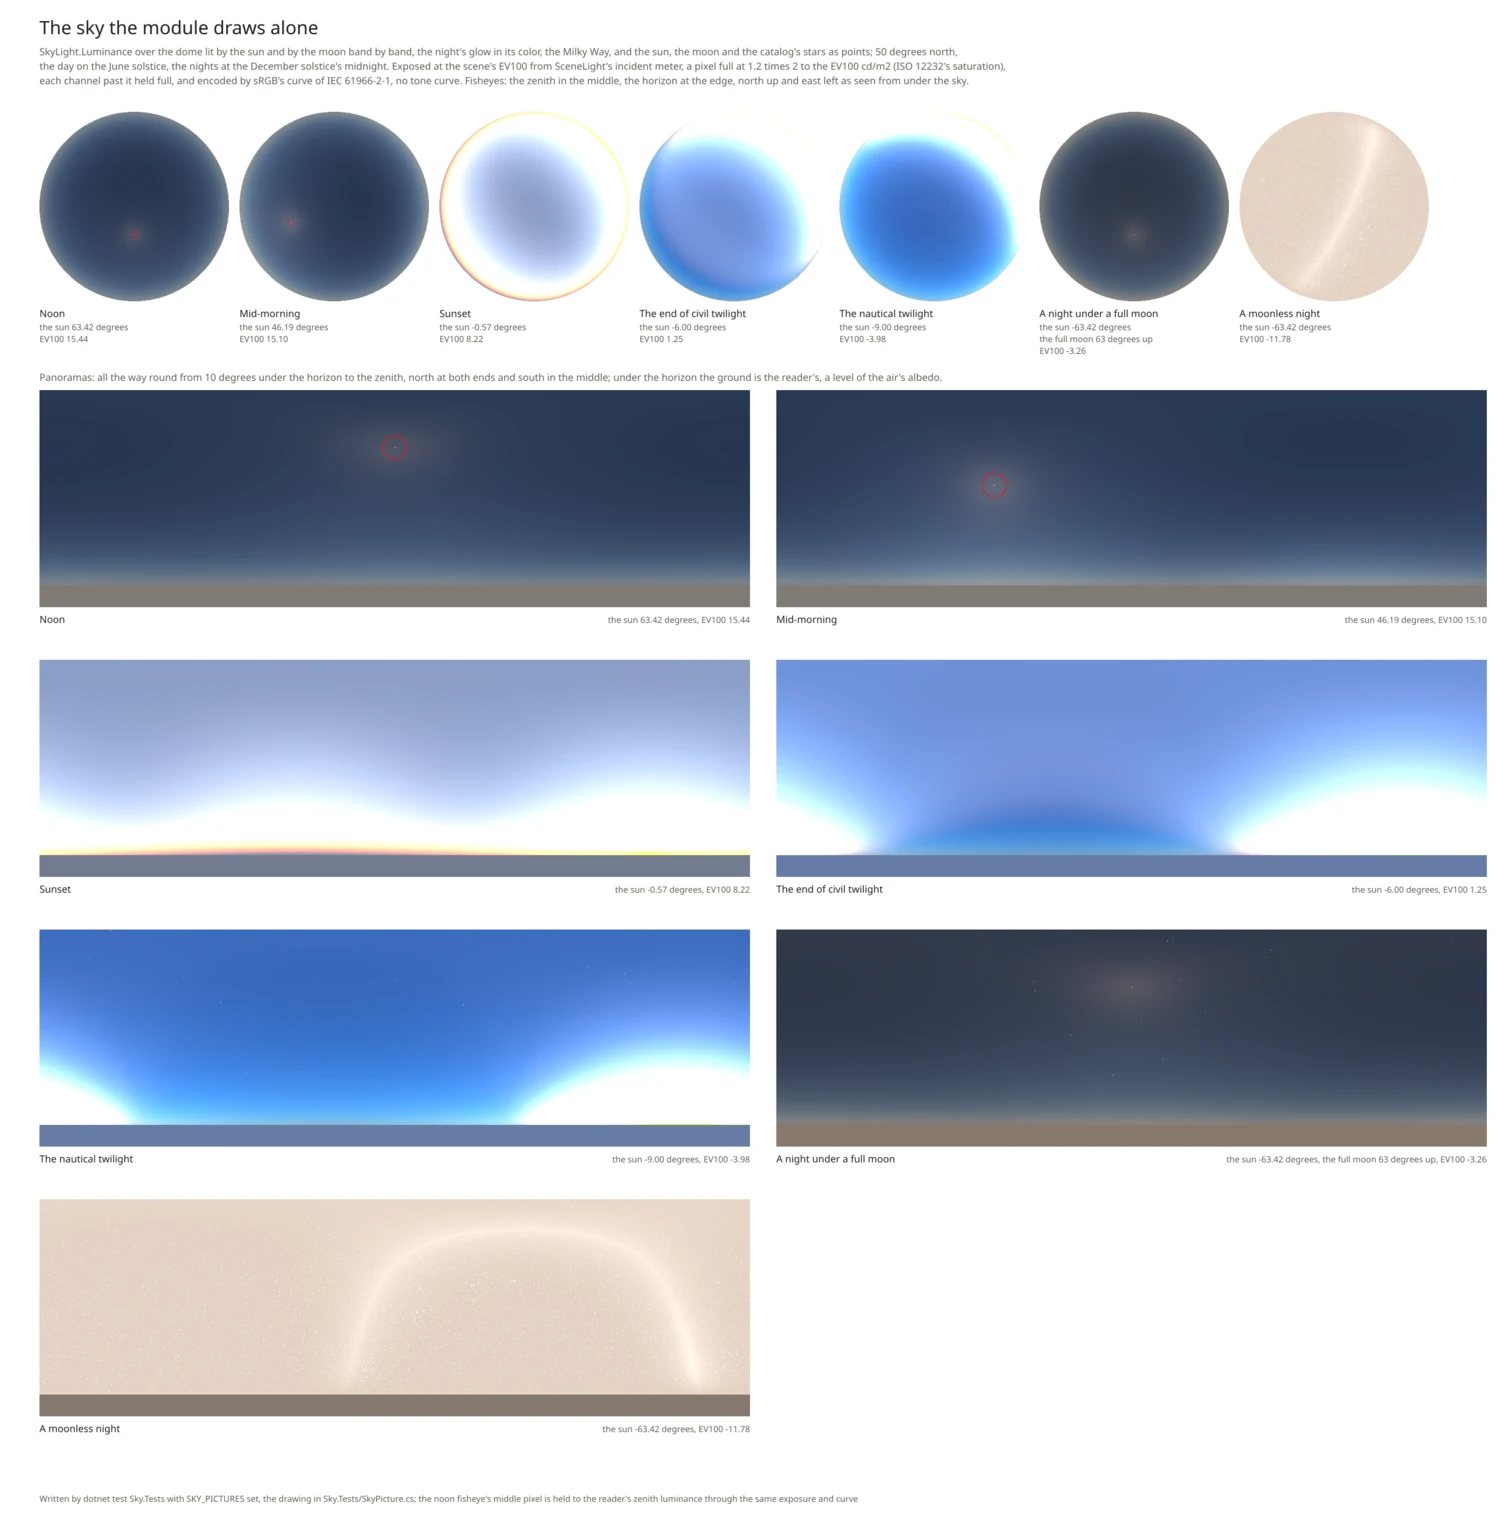 The sky the module draws alone
SkyLight.Luminance over the dome lit by the sun and by the moon band by band, the night's glow in its color, the Milky Way, and the sun, the moon and the catalog's stars as points; 50 degrees north,
the day on the June solstice, the nights at the December solstice's midnight. Exposed at the scene's EV100 from SceneLight's incident meter, a pixel full at 1.2 times 2 to the EV100 cd/m2 (ISO 12232's saturation),
each channel past it held full, and encoded by sRGB's curve of IEC 61966-2-1, no tone curve. Fisheyes: the zenith in the middle, the horizon at the edge, north up and east left as seen from under the sky.
Noon
the sun 63.42 degrees
EV100 15.44
Mid-morning
the sun 46.19 degrees
EV100 15.10
Sunset
the sun -0.57 degrees
EV100 8.22
The end of civil twilight
the sun -6.00 degrees
EV100 1.25
The nautical twilight
the sun -9.00 degrees
EV100 -3.98
A night under a full moon
the sun -63.42 degrees
the full moon 63 degrees up
EV100 -3.26
A moonless night
the sun -63.42 degrees
EV100 -11.78
Panoramas: all the way round from 10 degrees under the horizon to the zenith, north at both ends and south in the middle; under the horizon the ground is the reader's, a level of the air's albedo.
Noon
the sun 63.42 degrees, EV100 15.44
Mid-morning
the sun 46.19 degrees, EV100 15.10
Sunset
the sun -0.57 degrees, EV100 8.22
The end of civil twilight
the sun -6.00 degrees, EV100 1.25
The nautical twilight
the sun -9.00 degrees, EV100 -3.98
A night under a full moon
the sun -63.42 degrees, the full moon 63 degrees up, EV100 -3.26
A moonless night
the sun -63.42 degrees, EV100 -11.78
Written by dotnet test Sky.Tests with SKY_PICTURES set, the drawing in Sky.Tests/SkyPicture.cs; the noon fisheye's middle pixel is held to the reader's zenith luminance through the same exposure and curve